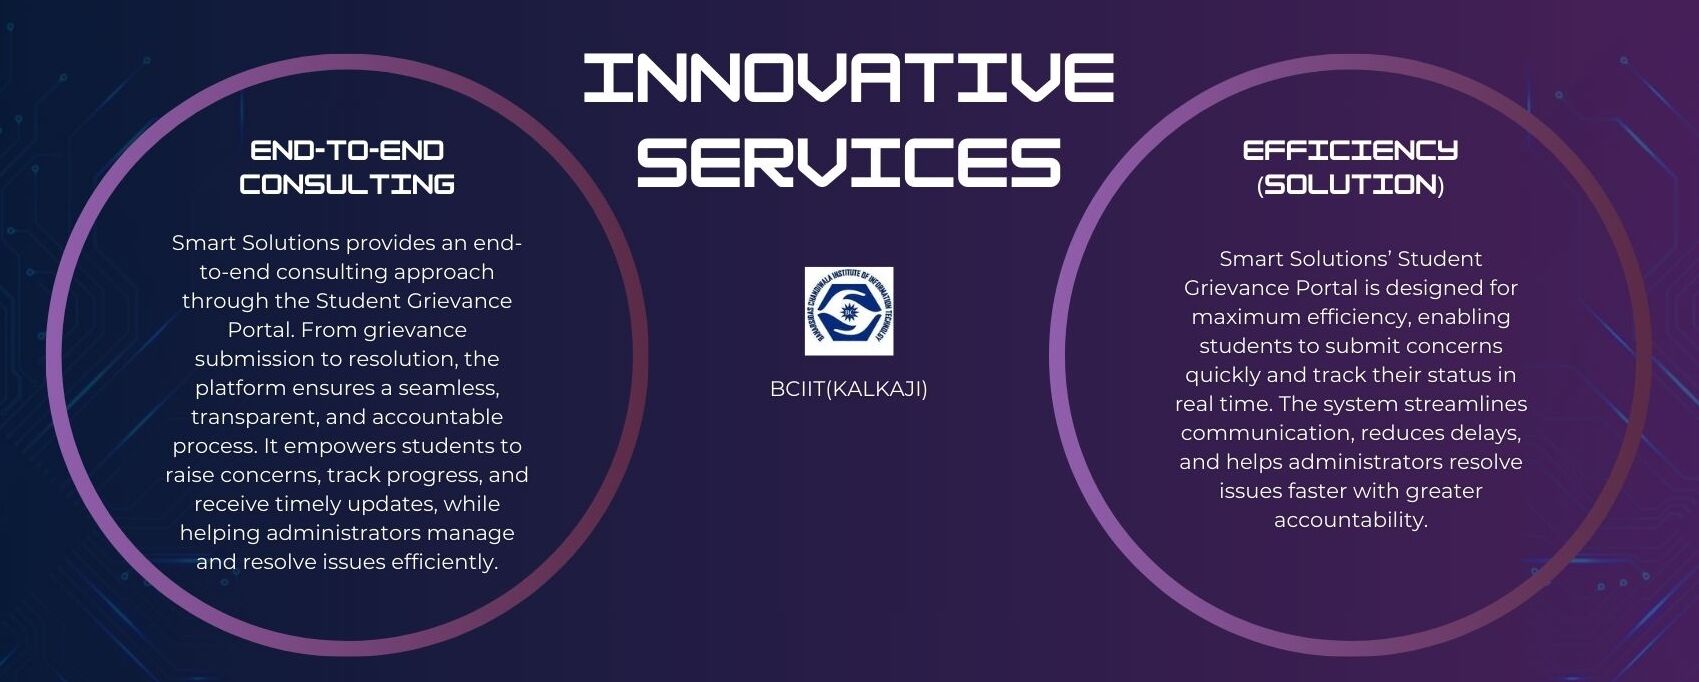 INNOVATIVE
SERVICES
END-TO-END
CONSULTING
Smart Solutions provides an end-
to-end consulting approach
through the Student Grievance
Portal. From grievance
submission to resolution, the
platform ensures a seamless,
transparent, and accountable
process. It empowers students to
raise concerns, track progress, and
receive timely updates, while
helping administrators manage
and resolve issues efficiently.
BANARSIDAS CHANDIWALA INSTITUTE OF INFORMATION TECHNOLOGY
BC
BCIIT(KALKAJI)
EFFICIENCY
(SOLUTION)
Smart Solutions’ Student
Grievance Portal is designed for
maximum efficiency, enabling
students to submit concerns
quickly and track their status in
real time. The system streamlines
communication, reduces delays,
and helps administrators resolve
issues faster with greater
accountability.